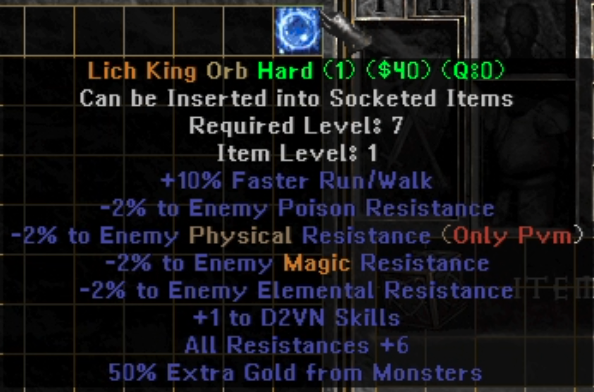 Lich King Orb Hard (1) ($40) (Q:0)
Can be Inserted into Socketed Items
Required Level: 7
Item Level: 1
+10% Faster Run/Walk
-2% to Enemy Poison Resistance
-2% to Enemy Physical Resistance (Only Pvm)
-2% to Enemy Magic Resistance
-2% to Enemy Elemental Resistance
+1 to D2VN Skills
All Resistances +6
50% Extra Gold from Monsters